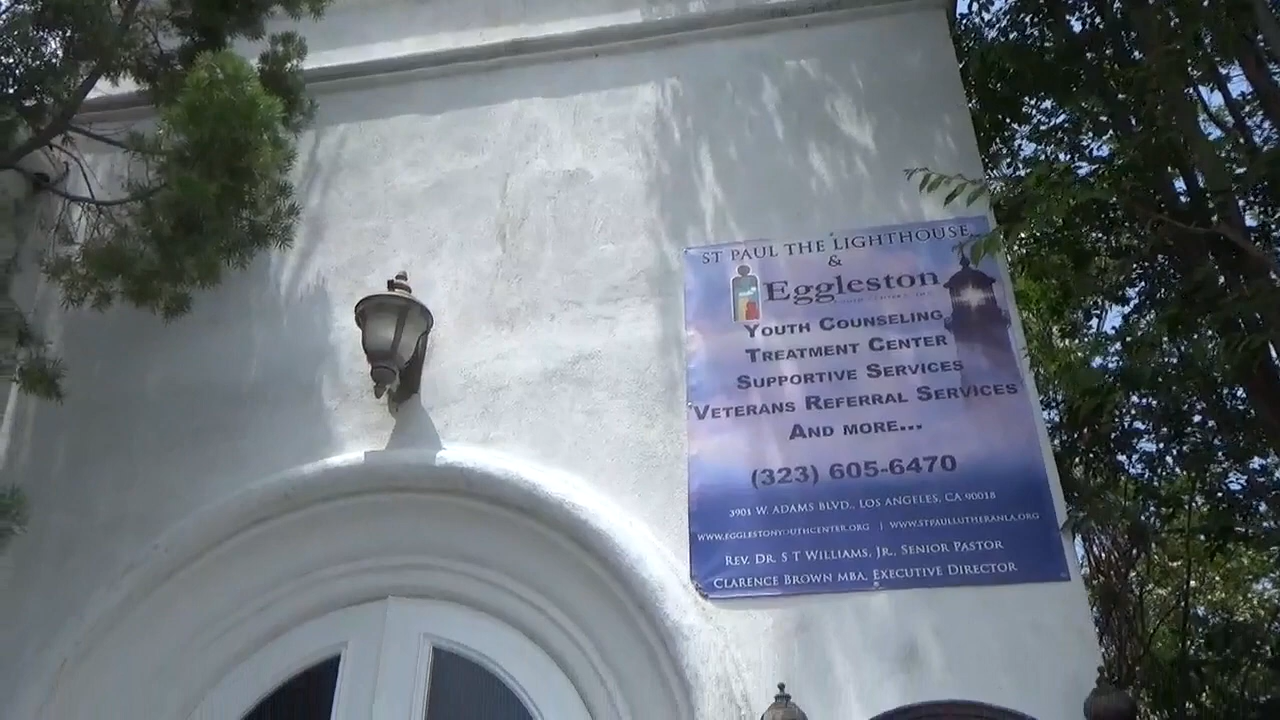 ST PAUL THE LIGHTHOUSE
&
Eggleston
YOUTH COUNSELING
TREATMENT CENTER
SUPPORTIVE SERVICES
VETERANS REFERRAL SERVICES
AND MORE...
(323) 605-6470
3901 W. ADAMS BLVD., LOS ANGELES, CA 90018
WWW.EGGLESTONYOUTHCENTER.ORG | WWW.STPAULLUTHERANLA.ORG
REV. DR. S T WILLIAMS, JR., SENIOR PASTOR
CLARENCE BROWN MBA, EXECUTIVE DIRECTOR